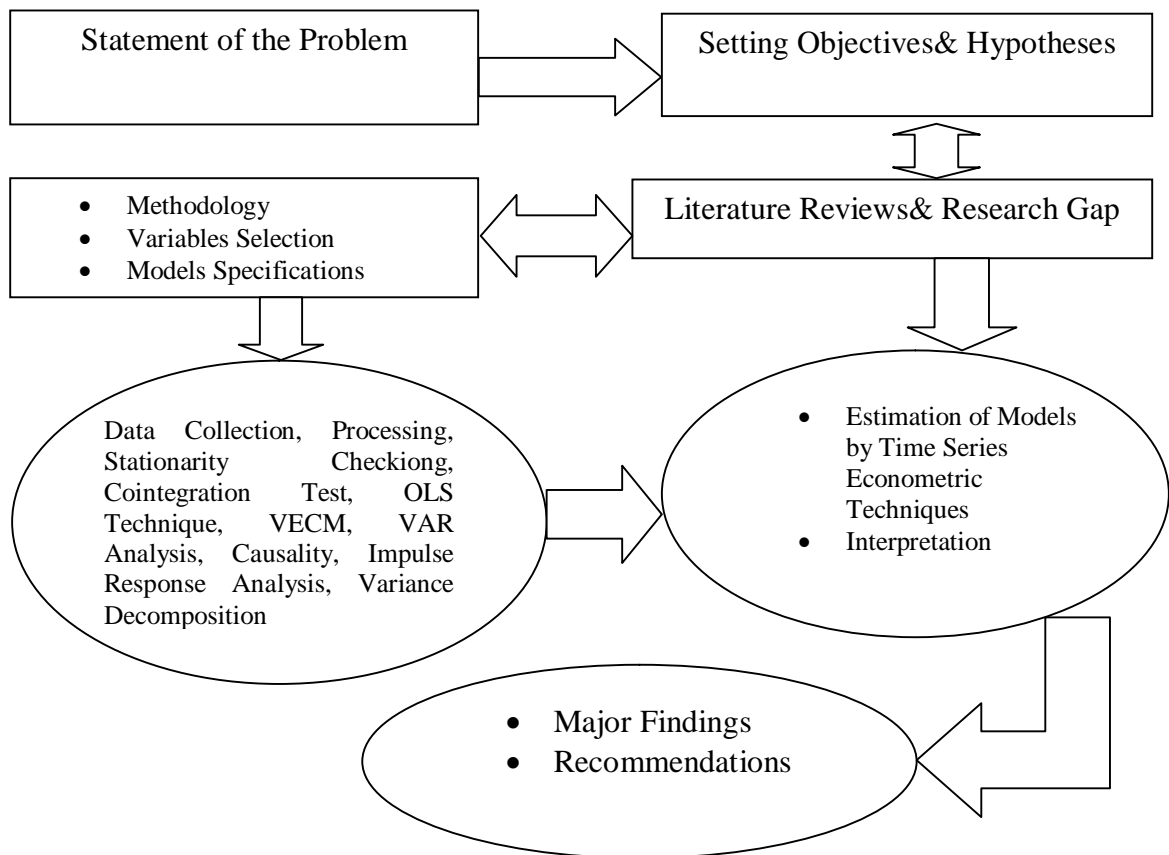 Statement of the Problem
Setting Objectives& Hypotheses
• Methodology
• Variables Selection
• Models Specifications
Literature Reviews& Research Gap
Data Collection, Processing,
Stationarity Checkiong,
Cointegration Test, OLS
Technique, VECM, VAR
Analysis, Causality, Impulse
Response Analysis, Variance
Decomposition
• Estimation of Models
by Time Series
Econometric
Techniques
• Interpretation
• Major Findings
• Recommendations